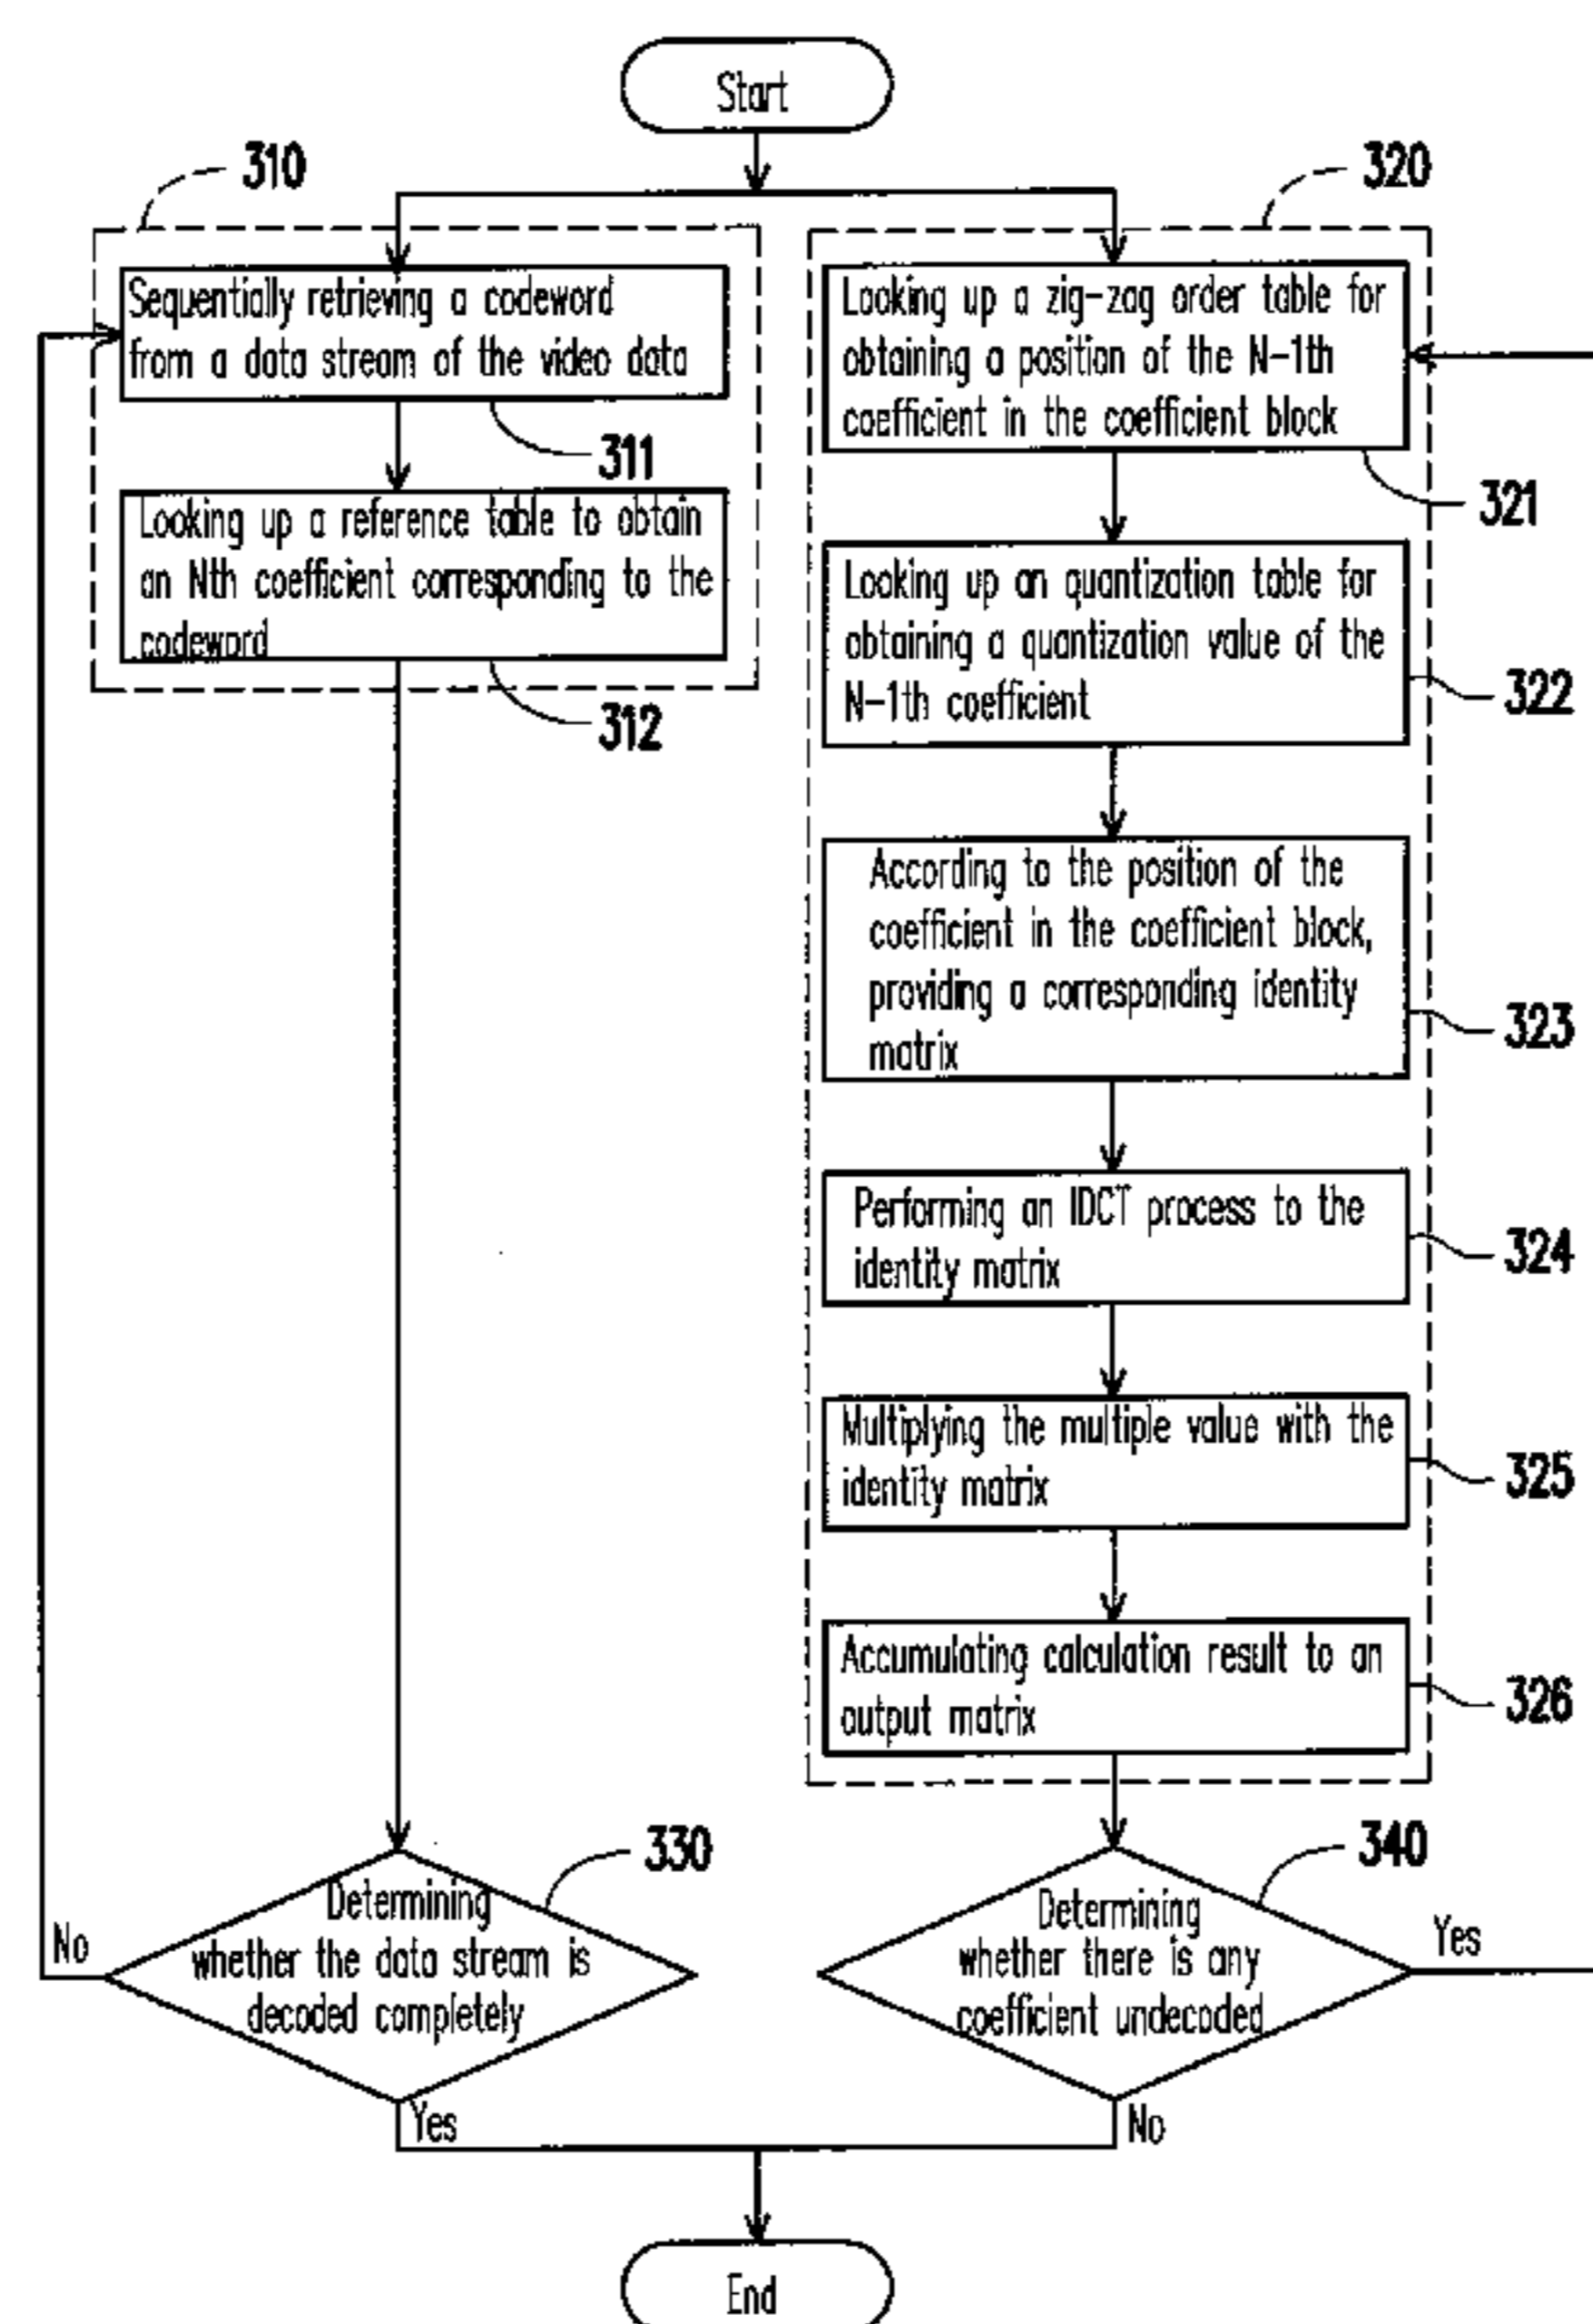 Start
310
Sequentially retrieving a codeword
from a data stream of the video data
311
Looking up a reference table to obtain
an Nth coefficient corresponding to the
codeword
312
320
Looking up a zig-zag order table for
obtaining a position of the N-1th
coefficient in the coefficient block
321
Looking up an quantization table for
obtaining a quantization value of the
N-1th coefficient
322
According to the position of the
coefficient in the coefficient block,
providing a corresponding identity
matrix
323
Performing an IDCT process to the
identity matrix
324
Multiplying the multiple value with the
identity matrix
325
Accumulating calculation result to an
output matrix
326
330
Determining
whether the data stream is
decoded completely
No
Yes
340
Determining
whether there is any
coefficient undecoded
Yes
No
End